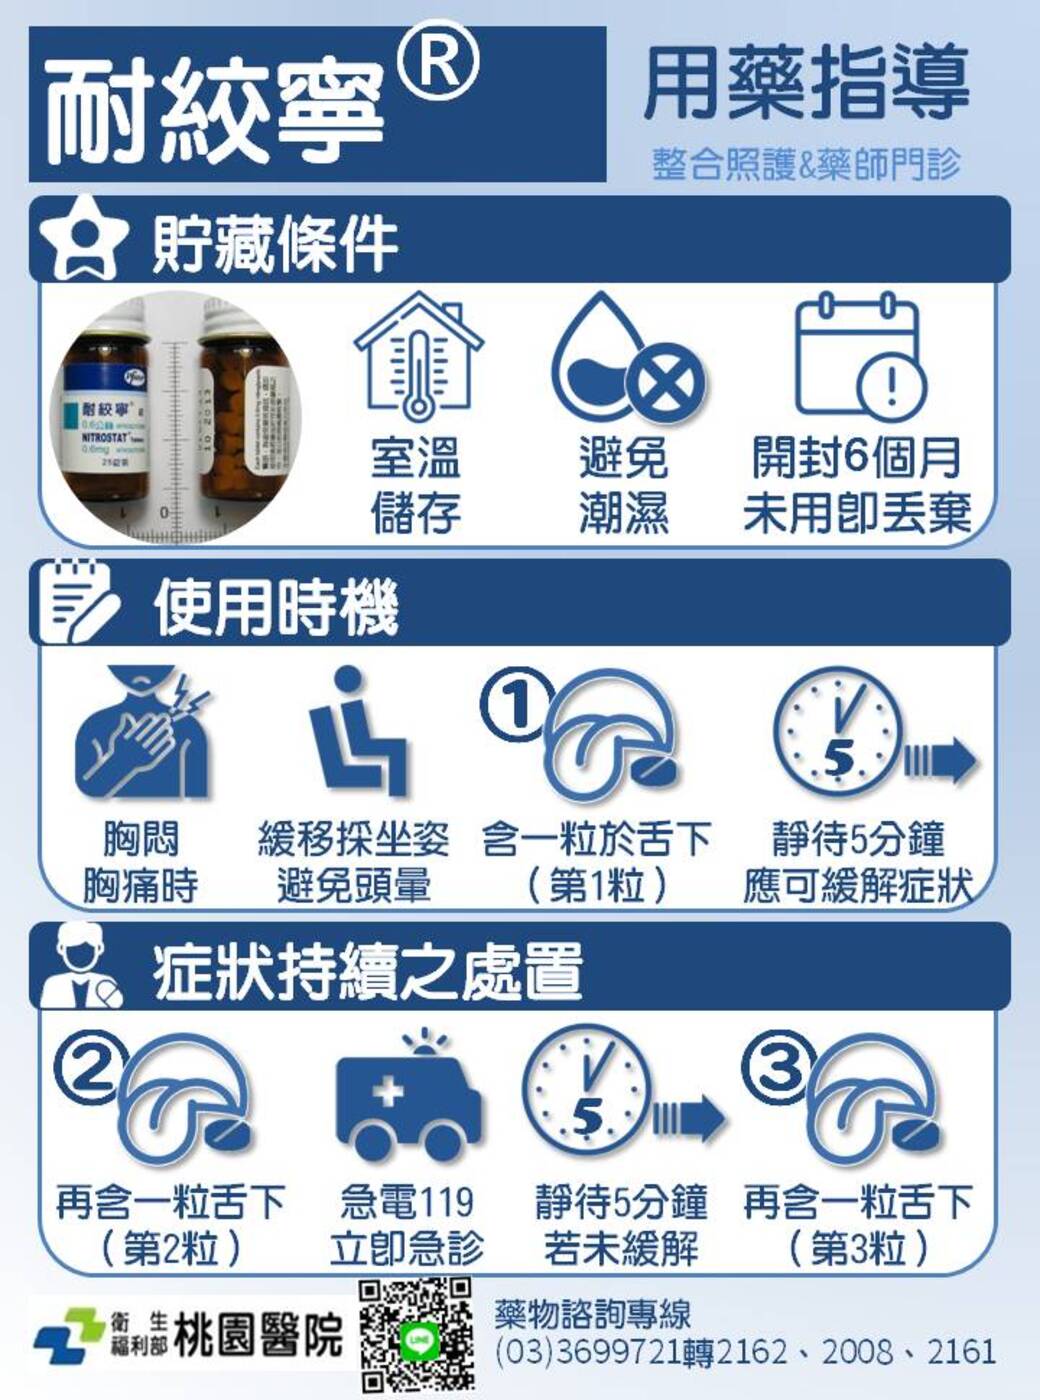 耐絞寧®
用藥指導
整合照護&藥師門診
貯藏條件
Pfizer
耐絞寧® 錠
0.6公絲
NITROSTAT® Tablets
0.6mg
25錠裝
10 2013
1 0 1
室溫
儲存
避免
潮濕
開封6個月
未用即丟棄
使用時機
胸悶
胸痛時
緩移採坐姿
避免頭暈
①
含一粒於舌下
(第1粒)
5
靜待5分鐘
應可緩解症狀
症狀持續之處置
②
再含一粒舌下
(第2粒)
急電119
立即急診
5
靜待5分鐘
若未緩解
③
再含一粒舌下
(第3粒)
衛生
福利部
桃園醫院
LINE
藥物諮詢專線
(03)3699721轉2162、2008、2161